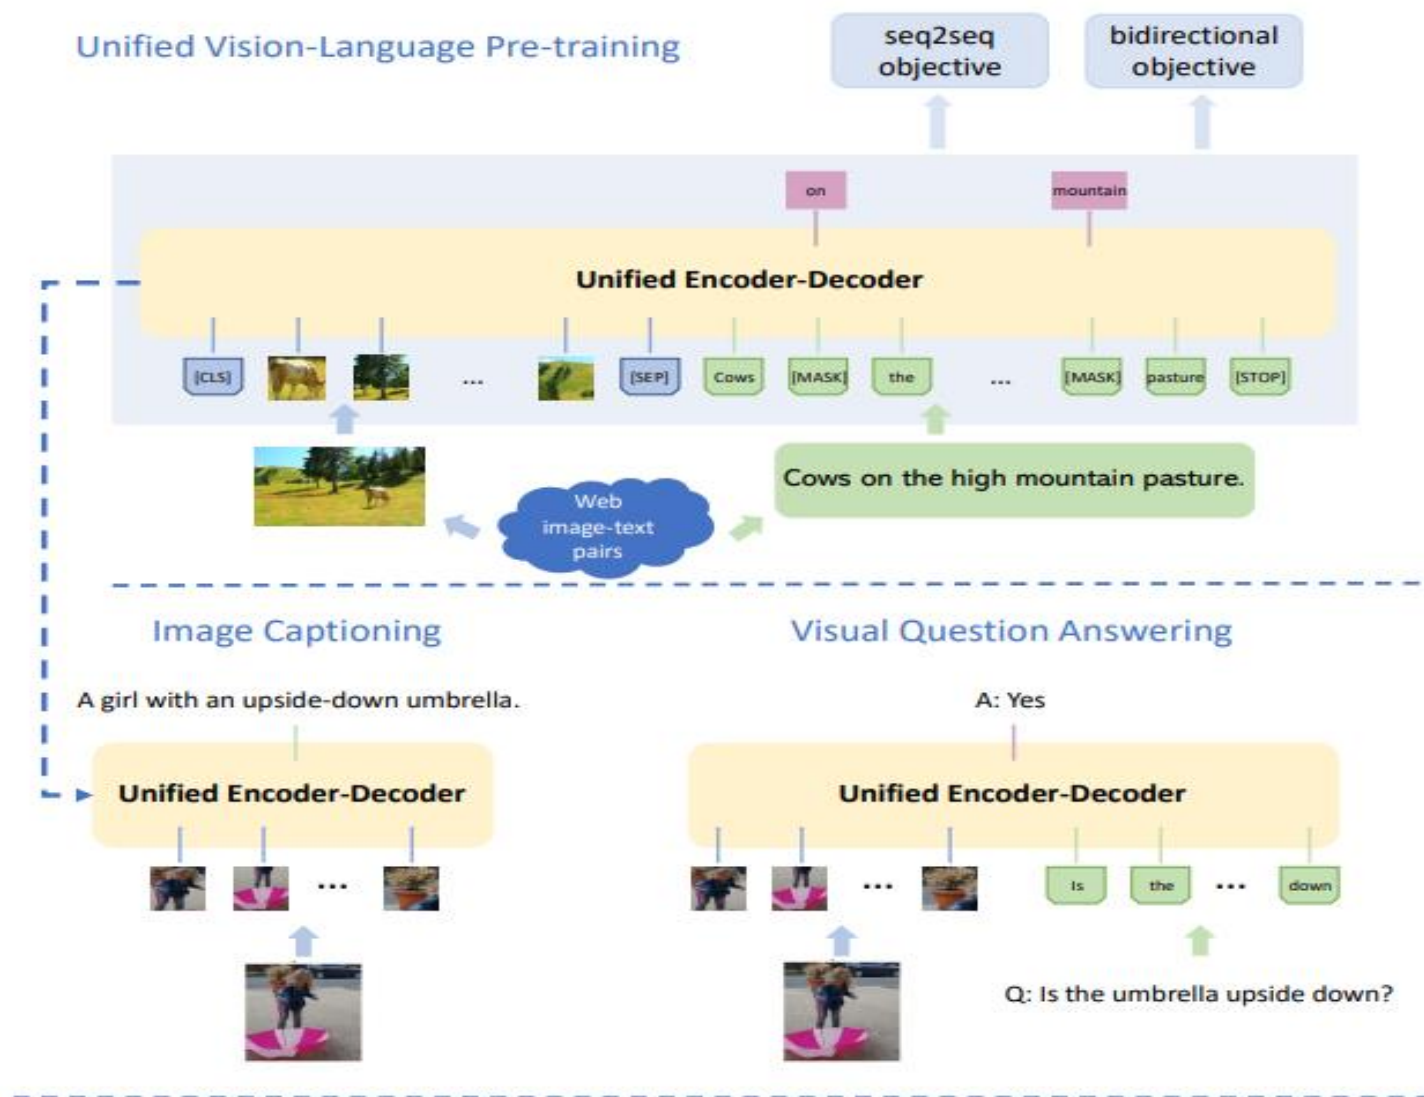 Unified Vision-Language Pre-training
seq2seq
objective
bidirectional
objective
on
mountain
Unified Encoder-Decoder
[CLS]
...
[SEP]
Cows
[MASK]
the
...
[MASK]
pasture
[STOP]
Cows on the high mountain pasture.
Web
image-text
pairs
Image Captioning
Visual Question Answering
A girl with an upside-down umbrella.
A: Yes
Unified Encoder-Decoder
Unified Encoder-Decoder
...
...
Is
the
...
down
Q: Is the umbrella upside down?